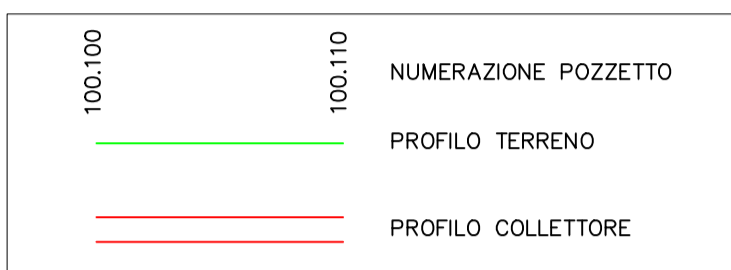 100.100
100.110
NUMERAZIONE POZZETTO
PROFILO TERRENO
PROFILO COLLETTORE